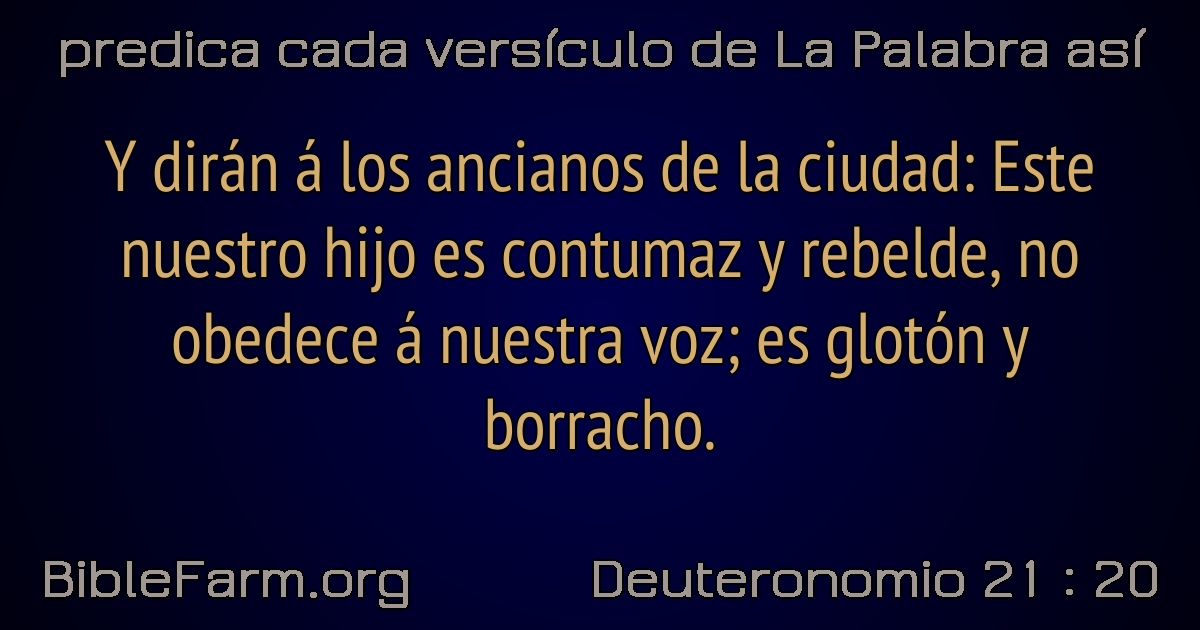 predica cada versículo de La Palabra así
Y dirán á los ancianos de la ciudad: Este
nuestro hijo es contumaz y rebelde, no
obedece á nuestra voz; es glotón y
borracho.
BibleFarm.org
Deuteronomio 21 : 20